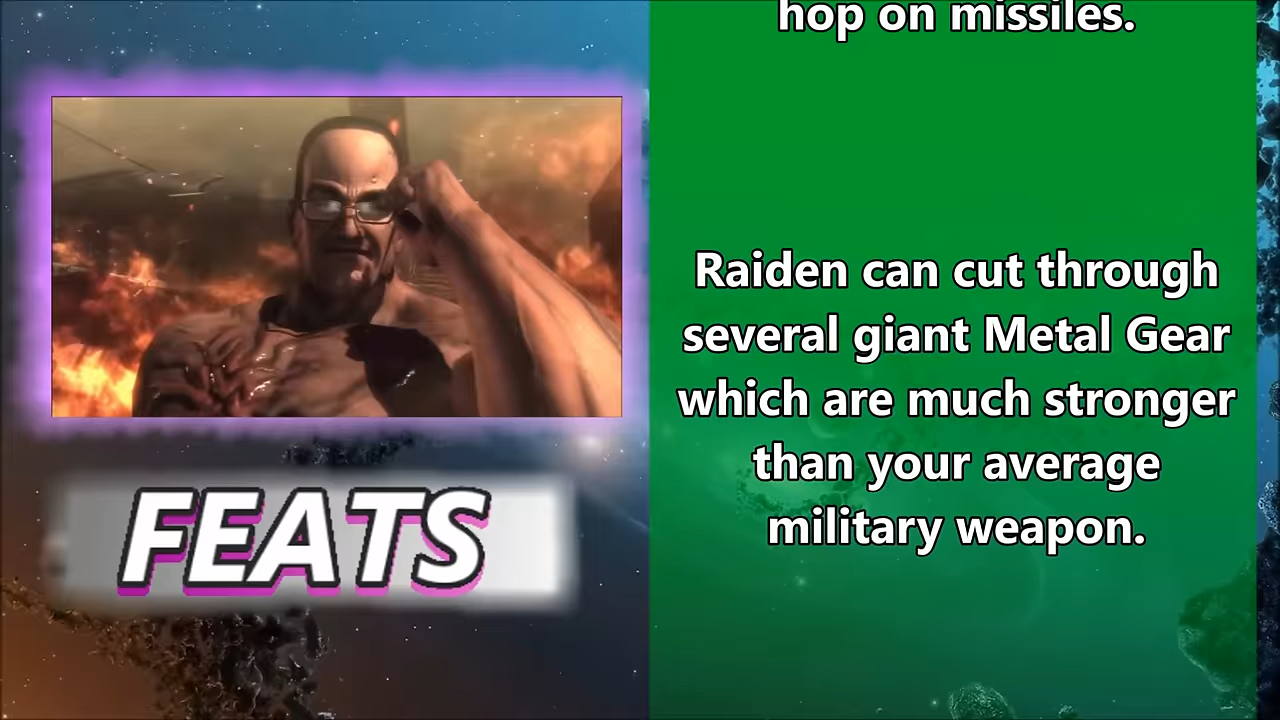 hop on missiles.
Raiden can cut through
several giant Metal Gear
which are much stronger
than your average
military weapon.
FEATS